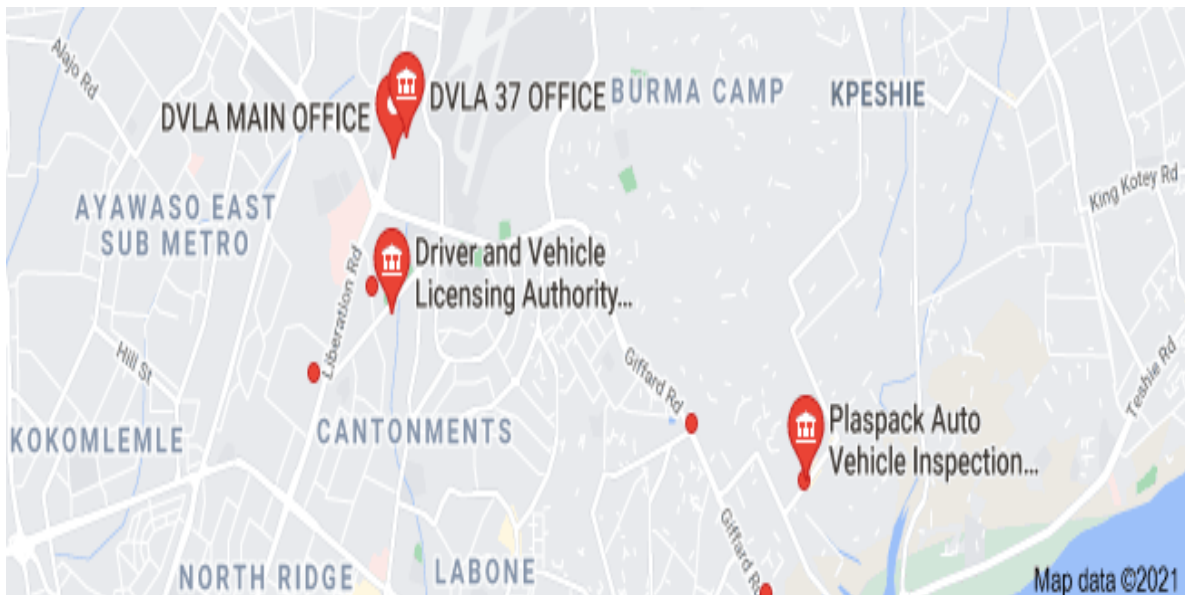 Alajo Rd
DVLA MAIN OFFICE
DVLA 37 OFFICE
BURMA CAMP
KPESHIE
AYAWASO EAST
SUB METRO
King Kotey Rd
Driver and Vehicle
Licensing Authority...
Liberation Rd
Hill St
Giffard Rd
Teshie Rd
KOKOMLEMLE
CANTONMENTS
Plaspack Auto
Vehicle Inspection...
Giffard Rd
NORTH RIDGE
LABONE
Map data ©2021